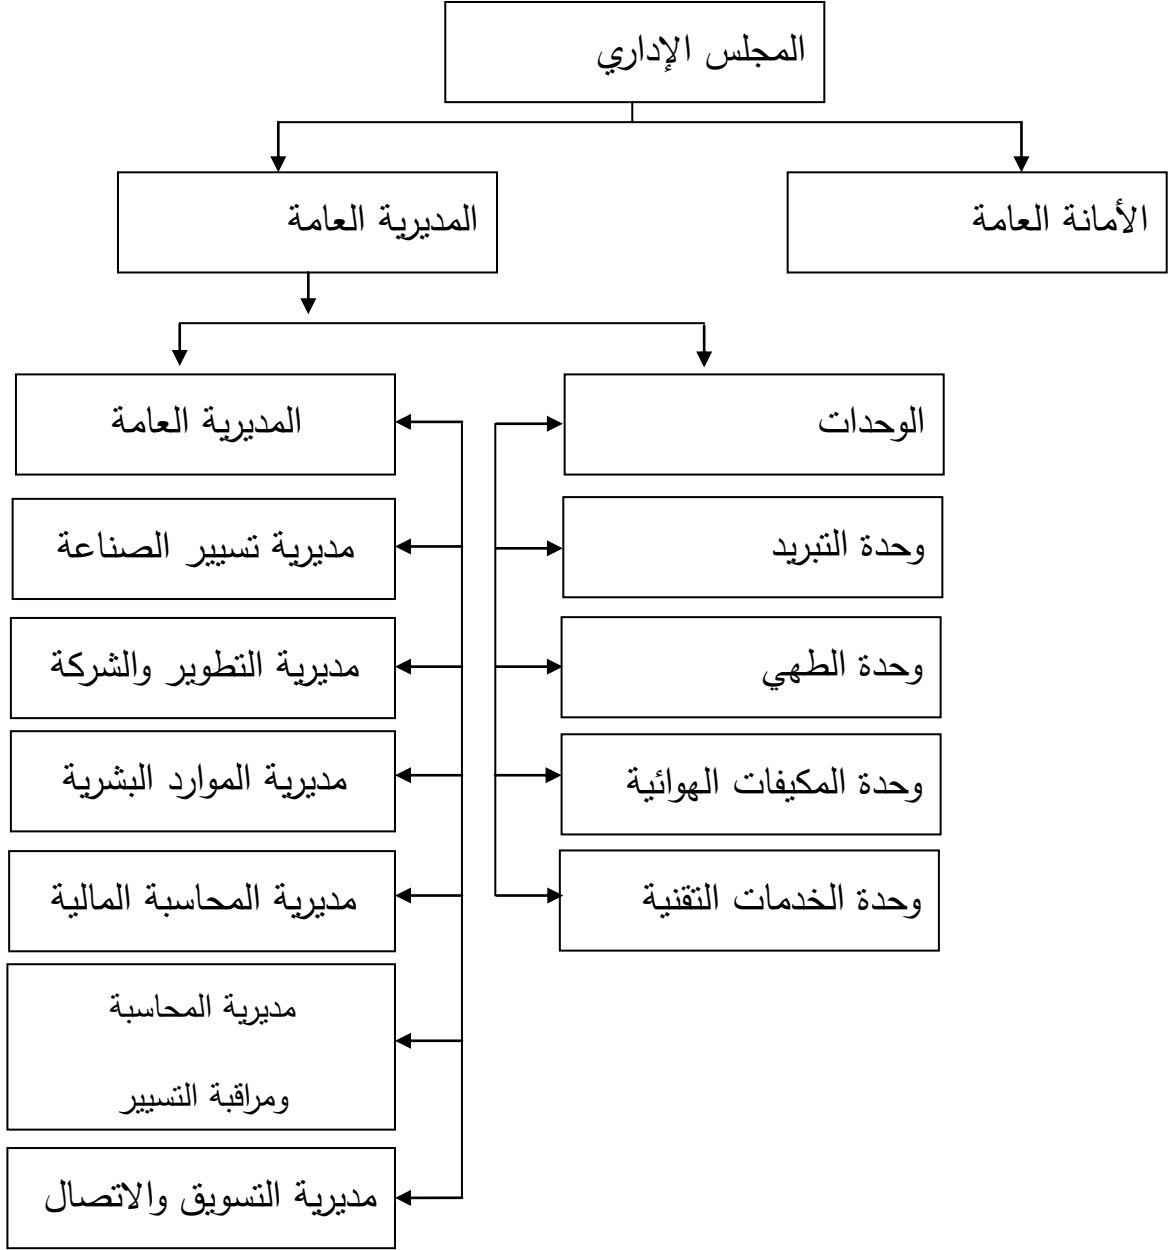 المجلس الإداري
الأمانة العامة
المديرية العامة
الوحدات
المديرية العامة
وحدة التبريد
مديرية تسيير الصناعة
وحدة الطهي
مديرية التطوير والشركة
وحدة المكيفات الهوائية
مديرية الموارد البشرية
وحدة الخدمات التقنية
مديرية المحاسبة المالية
مديرية المحاسبة
ومراقبة التسيير
مديرية التسويق والاتصال